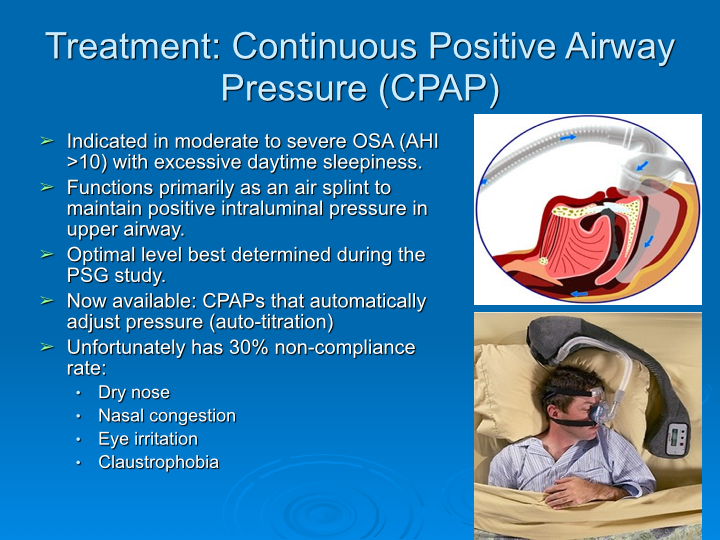 Treatment: Continuous Positive Airway
Pressure (CPAP)
➢ Indicated in moderate to severe OSA (AHI
>10) with excessive daytime sleepiness.
➢ Functions primarily as an air splint to
maintain positive intraluminal pressure in
upper airway.
➢ Optimal level best determined during the
PSG study.
➢ Now available: CPAPs that automatically
adjust pressure (auto-titration)
➢ Unfortunately has 30% non-compliance
rate:
• Dry nose
• Nasal congestion
• Eye irritation
• Claustrophobia